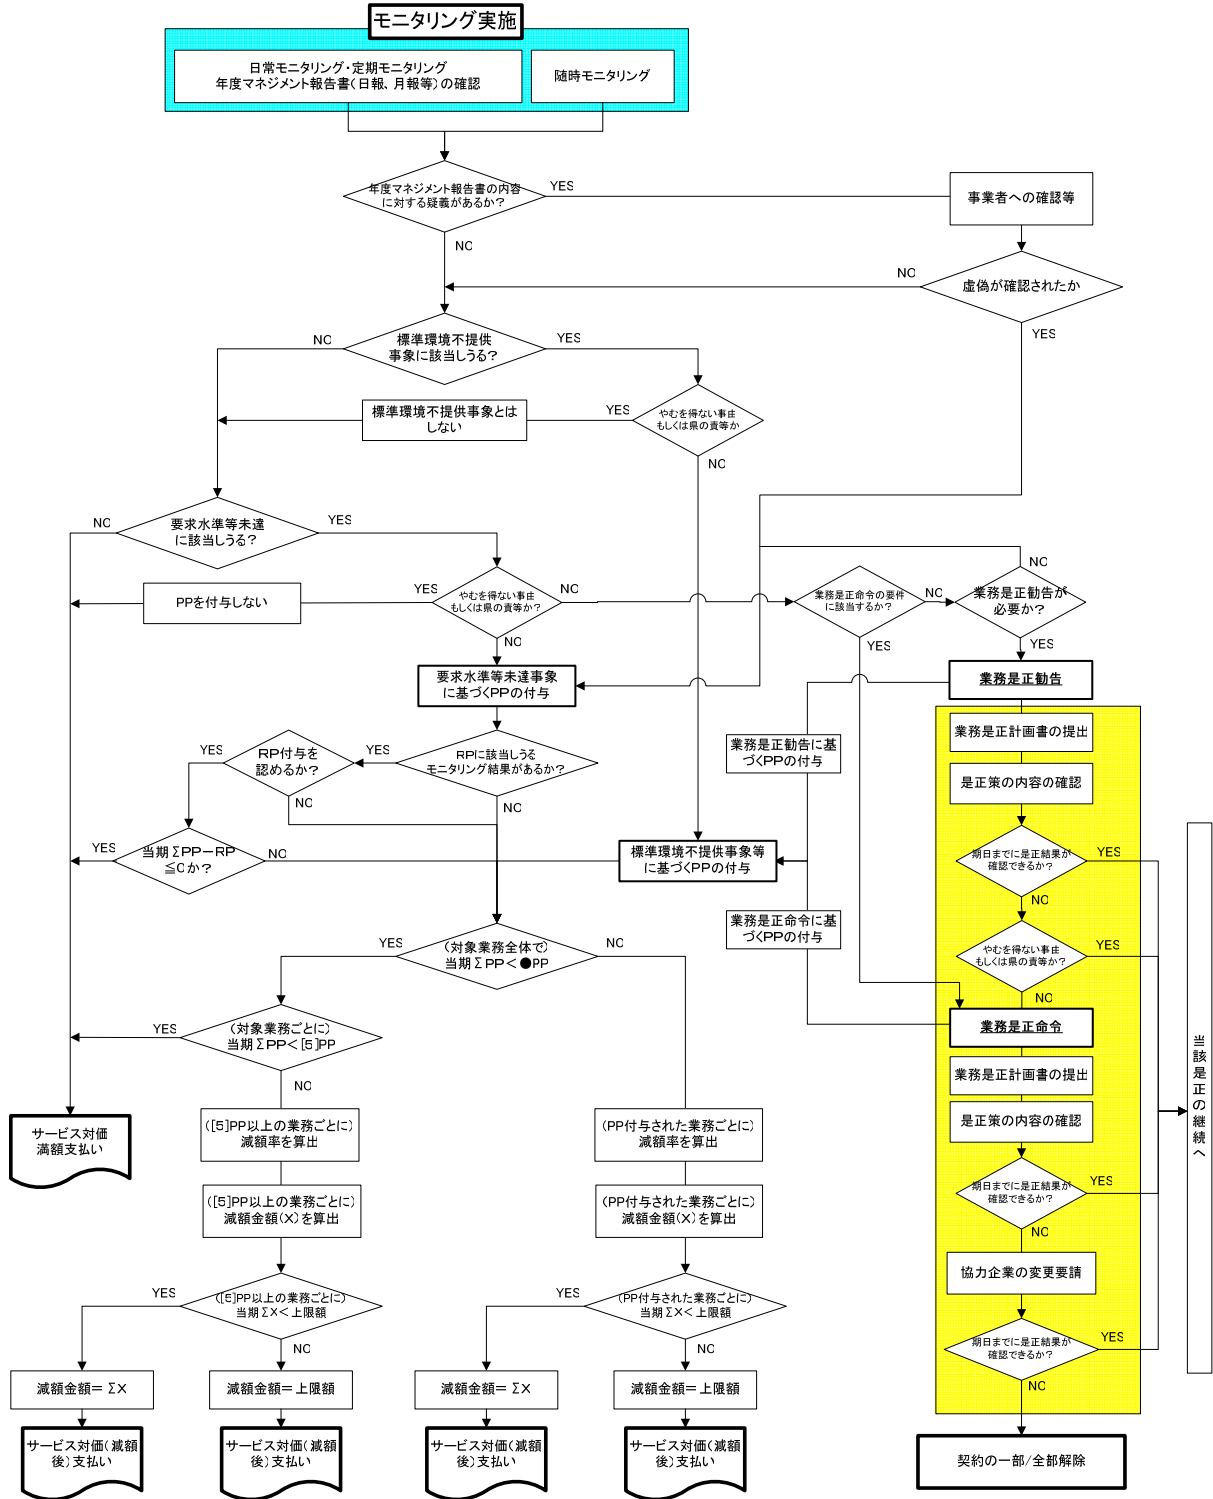 モニタリング実施
日常モニタリング・定期モニタリング
年度マネジメント報告書(日報、月報等)の確認
随時モニタリング
年度マネジメント報告書の内容
に対する疑義があるか?
YES
事業者への確認等
NO
NO
虚偽が確認されたか
YES
標準環境不提供
事象に該当しうる?
NO
YES
標準環境不提供事象とは
しない
YES
やむを得ない事由
もしくは県の責等か
NO
NO
要求水準等未達
に該当しうる?
YES
PPを付与しない
YES
やむを得ない事由
もしくは県の責等か?
NO
NO
業務是正命令の要件
に該当するか?
NO
YES
NO
業務是正勧告が
必要か?
YES
要求水準等未達事象
に基づくPPの付与
業務是正勧告
業務是正計画書の提出
業務是正勧告に基
づくPPの付与
YES
RP付与を
認めるか?
NO
YES
RPに該当しうる
モニタリング結果があるか?
NO
是正策の内容の確認
YES
当期ΣPP-RP
≦0か?
NO
標準環境不提供事象等
に基づくPPの付与
期日までに是正結果が
確認できるか?
YES
NO
業務是正命令に基
づくPPの付与
YES
(対象業務全体で)
当期ΣPP<●PP
NO
やむを得ない事由
もしくは県の責等か?
YES
NO
YES
(対象業務ごとに)
当期ΣPP<[5]PP
NO
業務是正命令
業務是正計画書の提出
当該是正の継続へ
サービス対価
満額支払い
([5]PP以上の業務ごとに)
減額率を算出
(PP付与された業務ごとに)
減額率を算出
是正策の内容の確認
([5]PP以上の業務ごとに)
減額金額(X)を算出
(PP付与された業務ごとに)
減額金額(X)を算出
期日までに是正結果が
確認できるか?
YES
NO
協力企業の変更要請
YES
([5]PP以上の業務ごとに)
当期ΣX<上限額
NO
YES
(PP付与された業務ごとに)
当期ΣX<上限額
NO
期日までに是正結果が
確認できるか?
YES
NO
減額金額=ΣX
減額金額=上限額
減額金額=ΣX
減額金額=上限額
サービス対価(減額
後)支払い
サービス対価(減額
後)支払い
サービス対価(減額
後)支払い
サービス対価(減額
後)支払い
契約の一部/全部解除